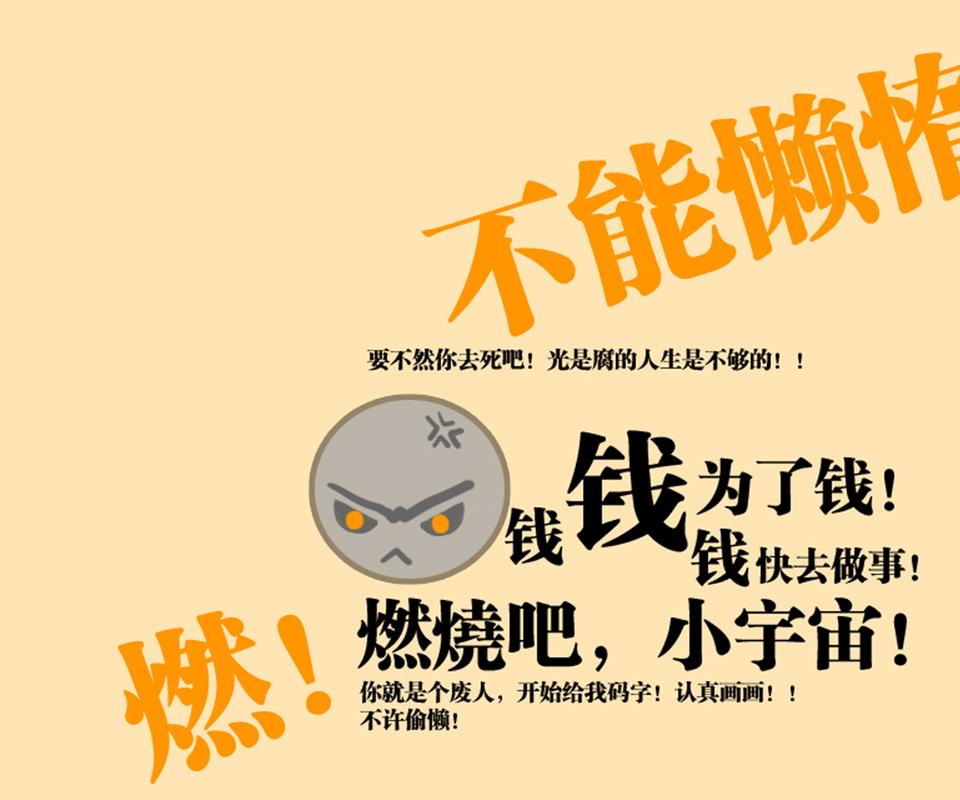 不能懒惰
要不然你去死吧！光是腐的人生是不够的！！
钱钱为了钱！
钱快去做事！
燃烧吧，小宇宙！
燃！
你就是个废人，开始给我码字！认真画画！！
不许偷懒！